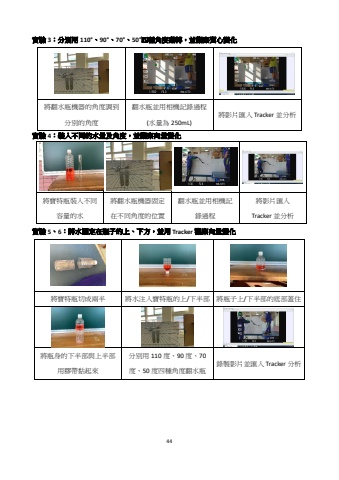 實驗 3：分別用 110°、90°、70°、50°四種角度翻轉，並觀察質心變化
將翻水瓶機器的角度調到
分別的角度
翻水瓶並用相機記錄過程
(水量為 250mL)
將影片匯入 Tracker 並分析
實驗 4：裝入不同的水量及角度，並觀察向量變化
將寶特瓶裝入不同
容量的水
將翻水瓶機器固定
在不同角度的位置
翻水瓶並用相機記
錄過程
將影片匯入
Tracker 並分析
實驗 5、6：將水固定在瓶子的上、下方，並用 Tracker 觀察向量變化
將寶特瓶切成兩半
將水注入寶特瓶的上/下半部
將瓶子上/下半部的底部蓋住
將瓶身的下半部與上半部
用膠帶黏起來
分別用 110 度、90 度、70
度、50 度四種角度翻水瓶
錄製影片並匯入 Tracker 分析
44